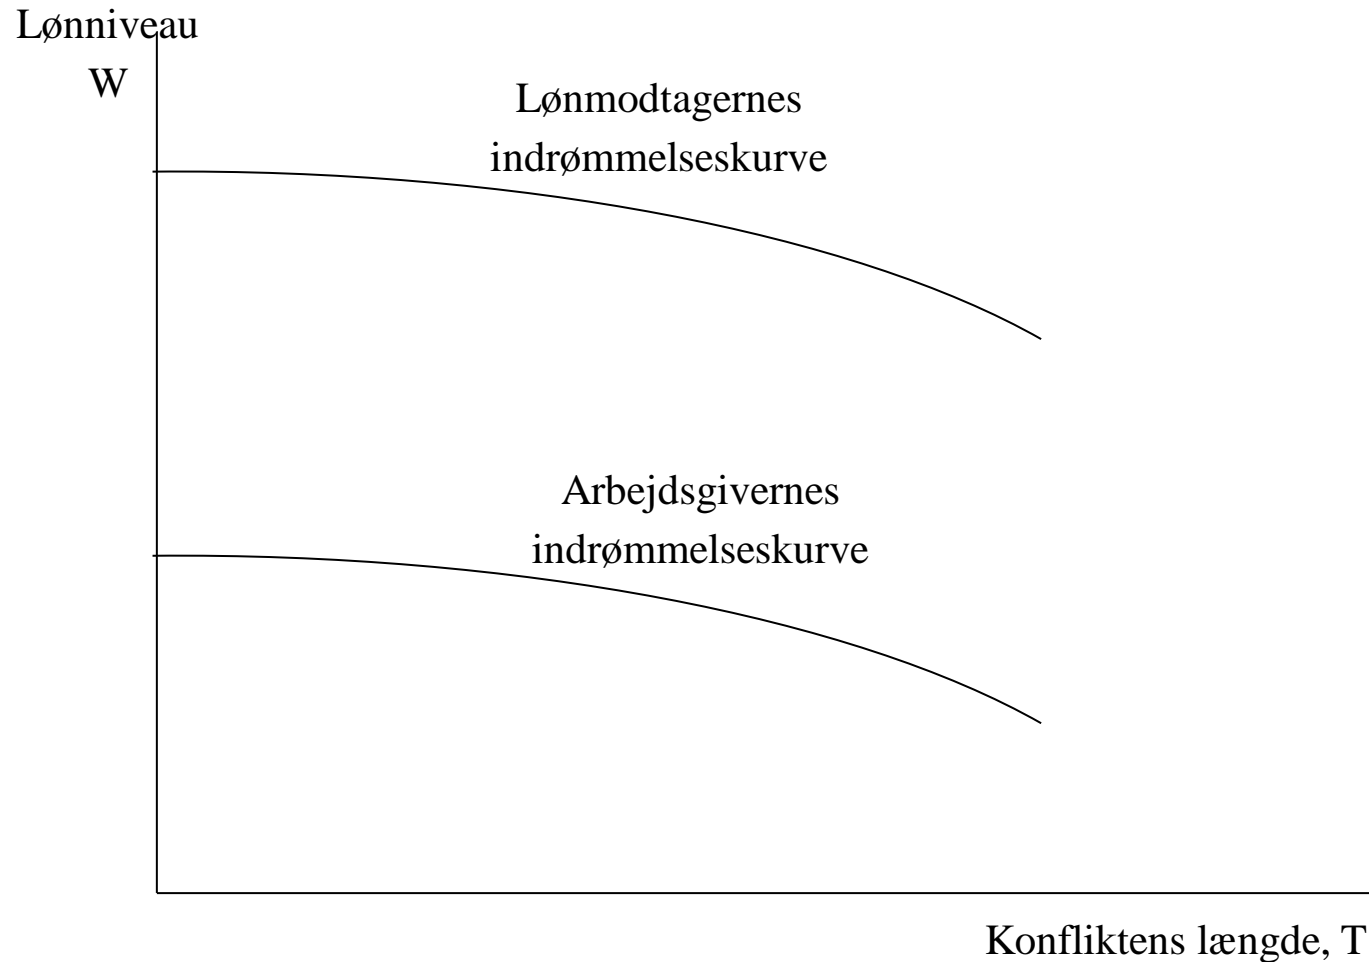 Lønniveau
W
Lønmodtagernes
indrømmelseskurve
Arbejdsgivernes
indrømmelseskurve
Konfliktens længde, T